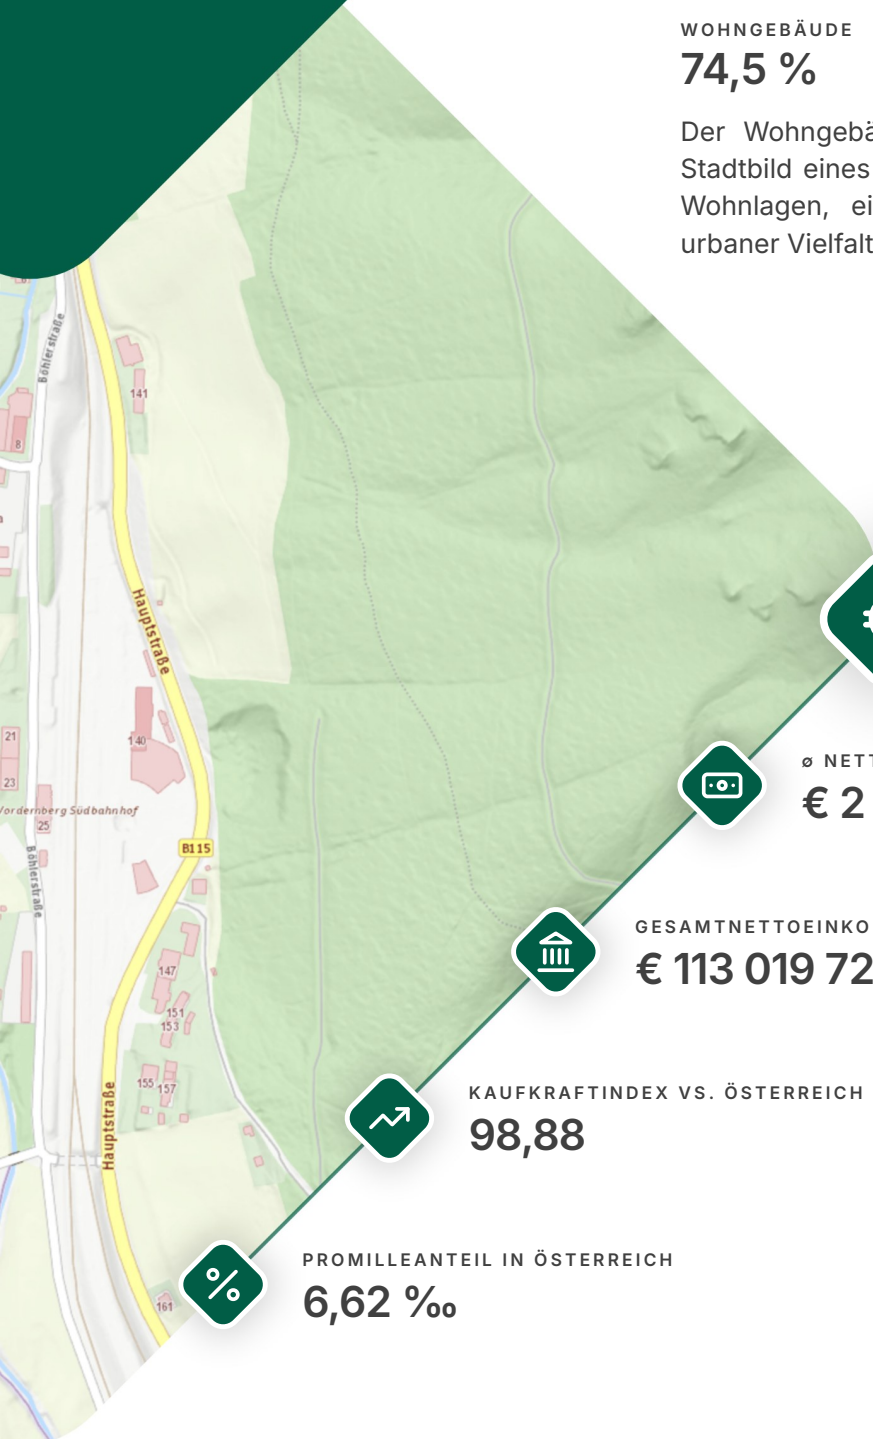 WOHNGEBÄUDE
74,5 %
Der Wohngebä
Stadtbild eines
Wohnlagen, ei
urbaner Vielfalt
Böhlerstraße
141
8
Hauptstraße
140
21
23
Vordernberg Südbahnhof
25
Böhlerstraße
B115
147
151
153
155
157
Hauptstraße
161
ø NETT
€ 2
GESAMTNETTOEINKO
€ 113 019 72
KAUFKRAFTINDEX VS. ÖSTERREICH
98,88
PROMILLEANTEIL IN ÖSTERREICH
6,62 ‰